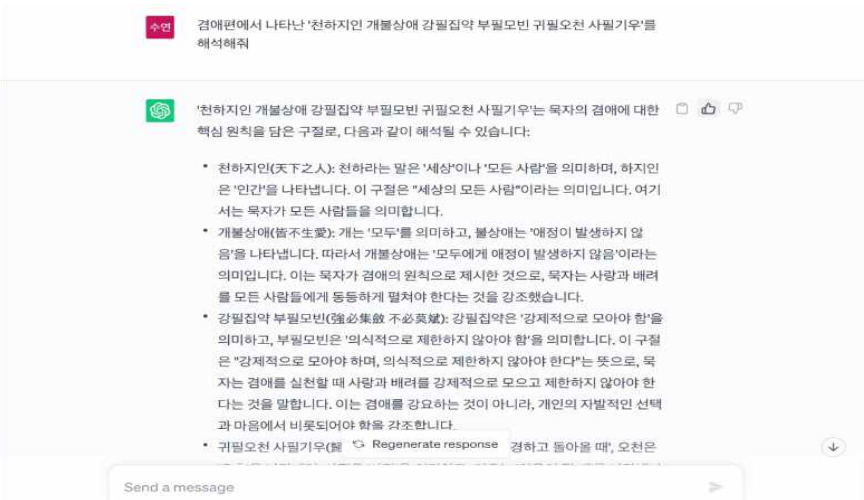 수연
겸애편에서 나타난 '천하지인 개불상애 강필집약 부필모빈 귀필오천 사필기우'를
해석해줘
'천하지인 개불상애 강필집약 부필모빈 귀필오천 사필기우'는 묵자의 겸애에 대한
핵심 원칙을 담은 구절로, 다음과 같이 해석될 수 있습니다:
• 천하지인(天下之人): 천하라는 말은 '세상'이나 '모든 사람'을 의미하며, 하지인
은 '인간'을 나타냅니다. 이 구절은 "세상의 모든 사람"이라는 의미입니다. 여기
서는 묵자가 모든 사람들을 의미합니다.
• 개불상애(皆不生愛): 개는 '모두'를 의미하고, 불상애는 '애정이 발생하지 않
음'을 나타냅니다. 따라서 개불상애는 '모두에게 애정이 발생하지 않음'이라는
의미입니다. 이는 묵자가 겸애의 원칙으로 제시한 것으로, 묵자는 사랑과 배려
를 모든 사람들에게 동등하게 펼쳐야 한다는 것을 강조했습니다.
• 강필집약 부필모빈(強必集斂 不必莫斌): 강필집약은 '강제적으로 모아야 함'을
의미하고, 부필모빈은 '의식적으로 제한하지 않아야 함'을 의미합니다. 이 구절
은 "강제적으로 모아야 하며, 의식적으로 제한하지 않아야 한다"는 뜻으로, 묵
자는 겸애를 실천할 때 사랑과 배려를 강제적으로 모으고 제한하지 않아야 한
다는 것을 말합니다. 이는 겸애를 강요하는 것이 아니라, 개인의 자발적인 선택
과 마음에서 비롯되어야 함을 강조합니다.
• 귀필오천 사필기우(歸 경하고 돌아올 때', 오천은
Regenerate response
Send a message